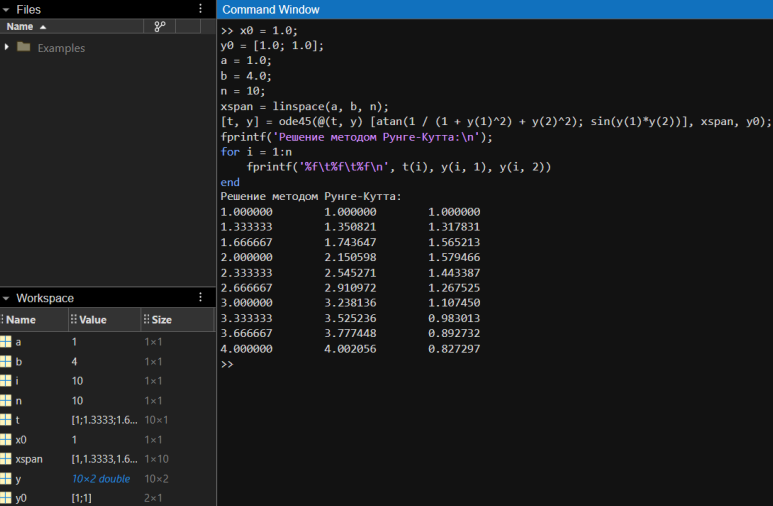 Files
Name
Examples
Workspace
Name Value Size
a 1 1×1
b 4 1×1
i 10 1×1
n 10 1×1
t [1;1.3333;1.6... 10×1
x0 1 1×1
xspan [1,1.3333,1.6... 1×10
y 10×2 double 10×2
y0 [1;1] 2×1
Command Window
>> x0 = 1.0;
y0 = [1.0; 1.0];
a = 1.0;
b = 4.0;
n = 10;
xspan = linspace(a, b, n);
[t, y] = ode45(@(t, y) [atan(1 / (1 + y(1)^2) + y(2)^2); sin(y(1)*y(2))], xspan, y0);
fprintf('Решение методом Рунге-Кутта:\n');
for i = 1:n
    fprintf('%f\t%f\t%f\n', t(i), y(i, 1), y(i, 2))
end
Решение методом Рунге-Кутта:
1.000000 1.000000 1.000000
1.333333 1.350821 1.317831
1.666667 1.743647 1.565213
2.000000 2.150598 1.579466
2.333333 2.545271 1.443387
2.666667 2.910972 1.267525
3.000000 3.238136 1.107450
3.333333 3.525236 0.983013
3.666667 3.777448 0.892732
4.000000 4.002056 0.827297
>>